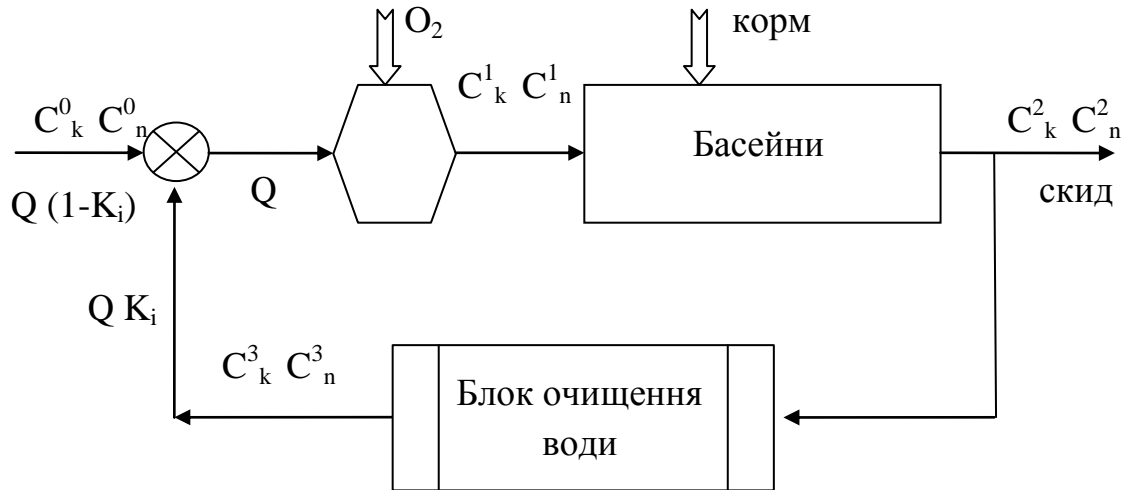 O₂
корм
C⁰ₖ C⁰ₙ
C¹ₖ C¹ₙ
Басейни
C²ₖ C²ₙ
Q (1-Kᵢ)
Q
скид
Q Kᵢ
C³ₖ C³ₙ
Блок очищення
води